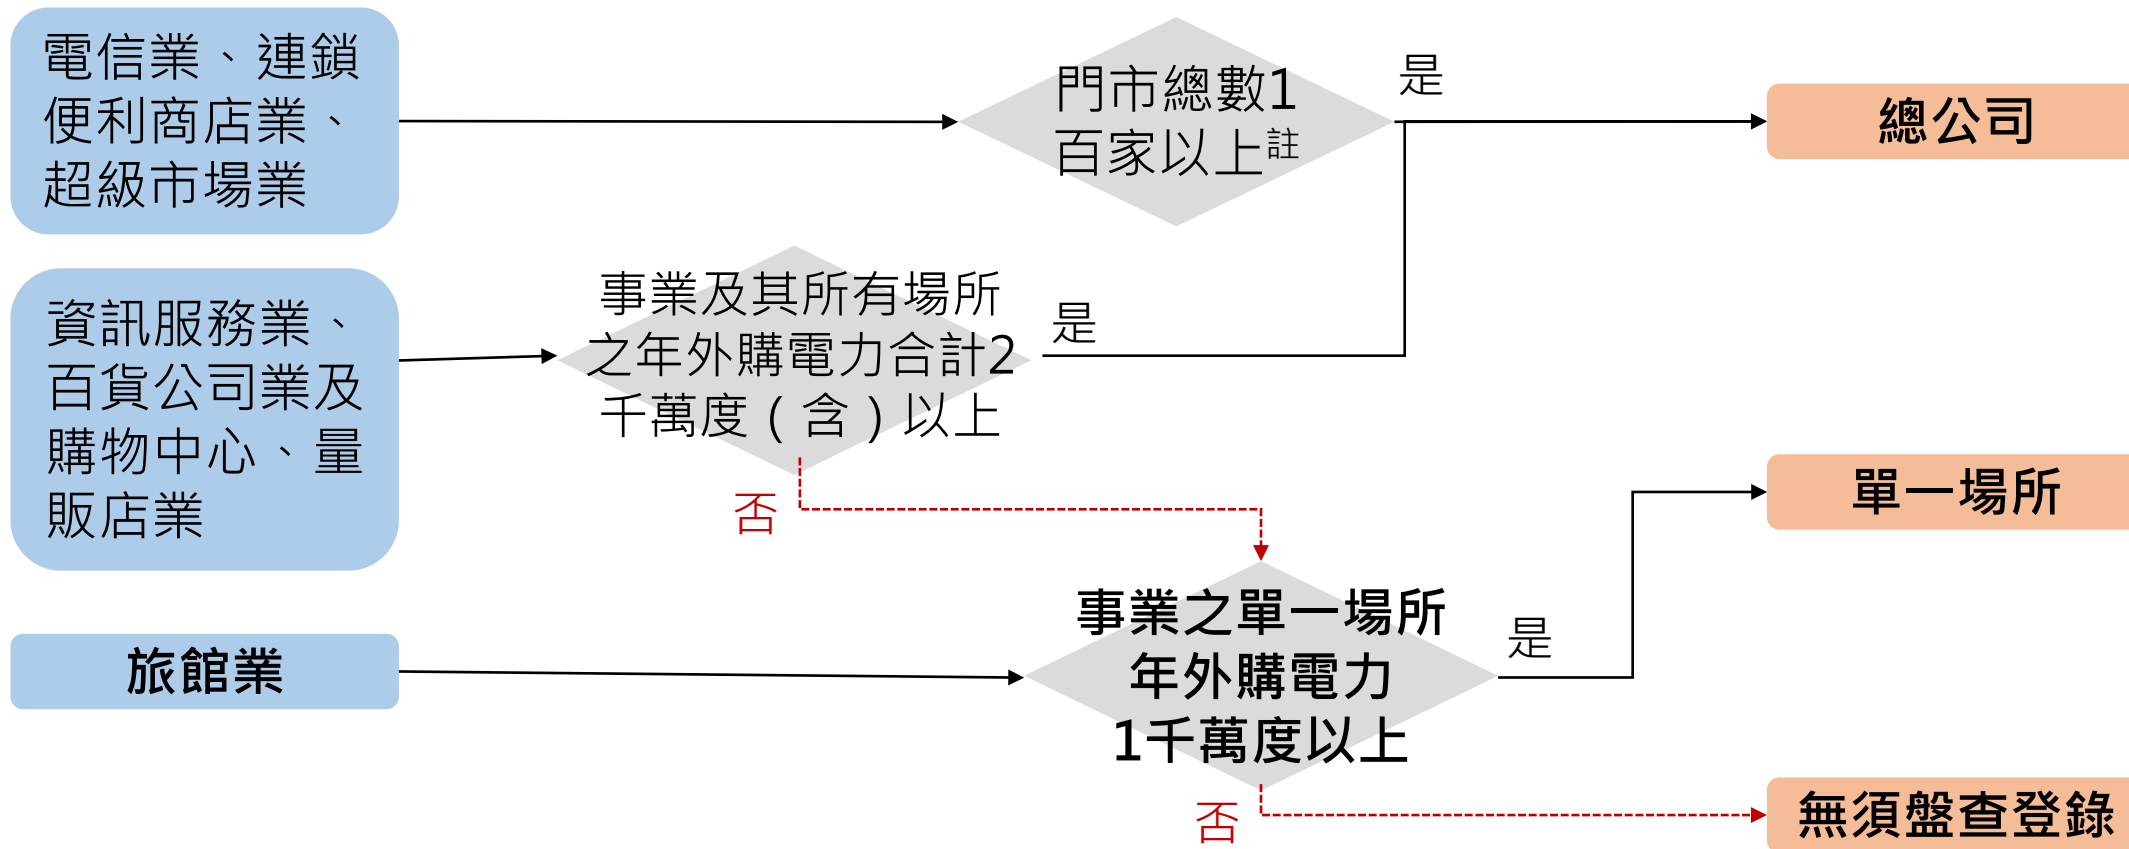 電信業、連鎖
便利商店業、
超級市場業
門市總數1
百家以上註
是
總公司
資訊服務業、
百貨公司業及
購物中心、量
販店業
事業及其所有場所
之年外購電力合計2
千萬度（含）以上
是
否
單一場所
旅館業
事業之單一場所
年外購電力
1千萬度以上
是
否
無須盤查登錄